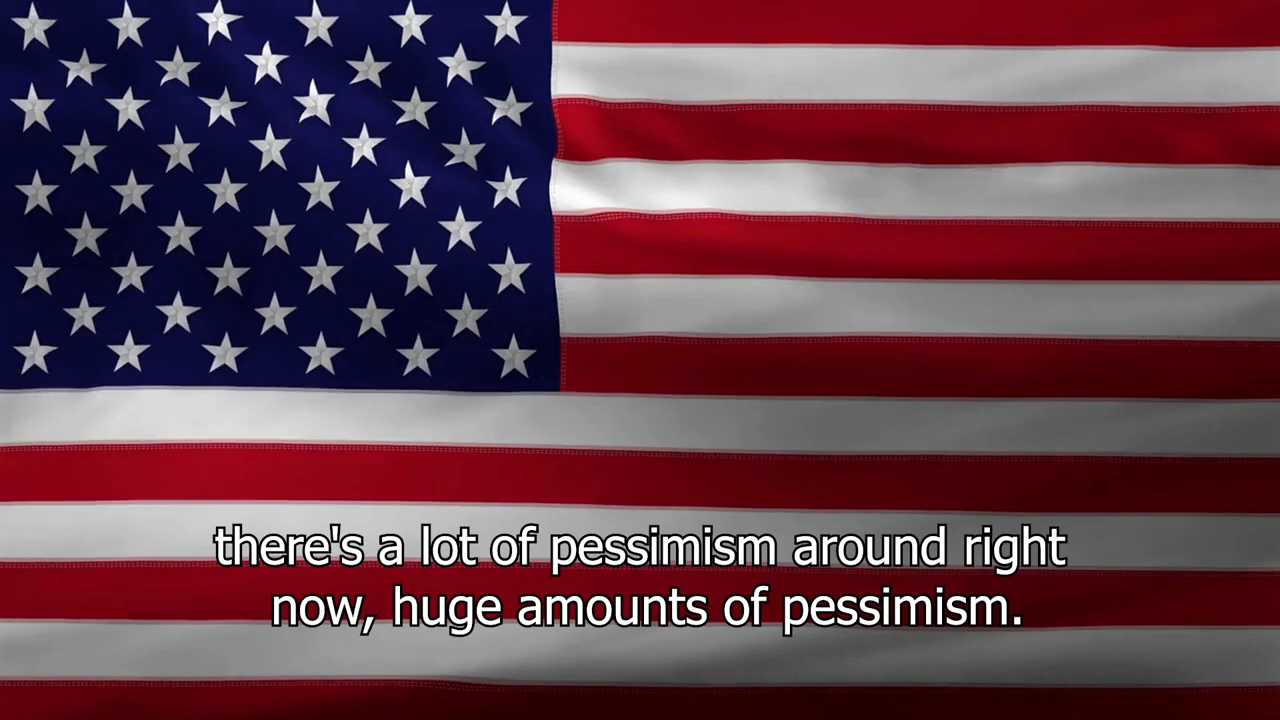 there's a lot of pessimism around right
now, huge amounts of pessimism.